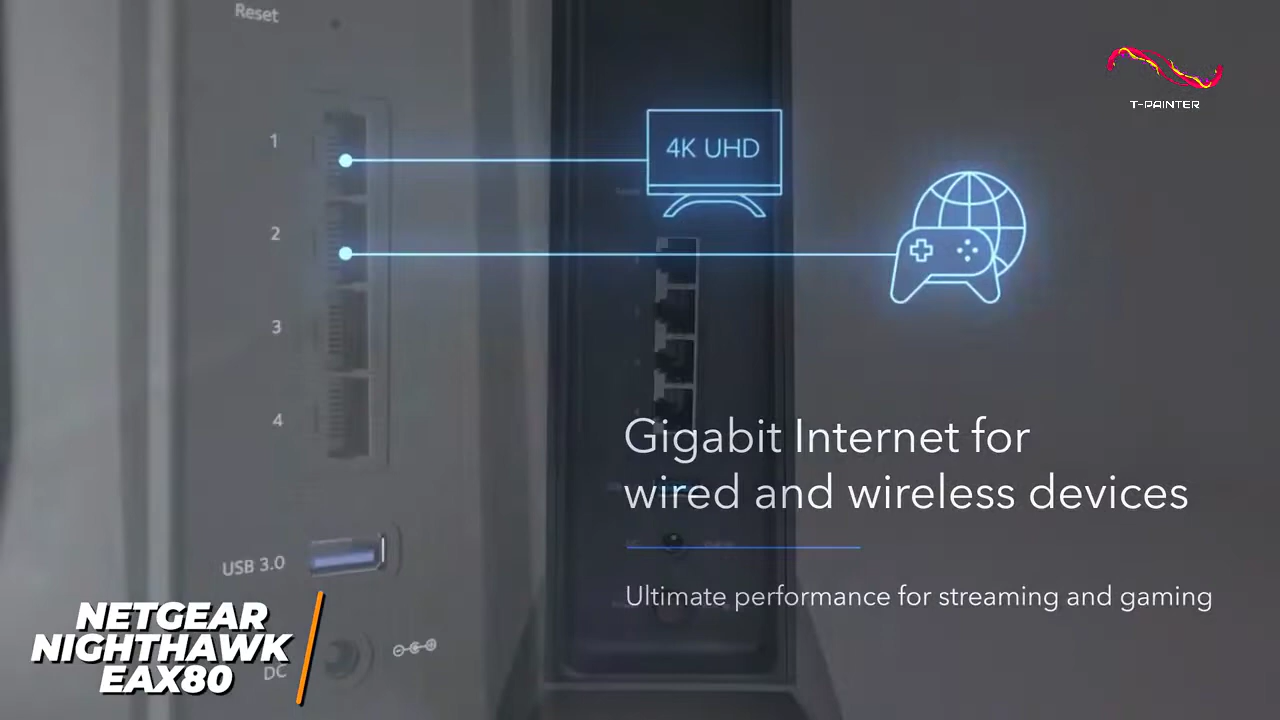 Reset
T-PAINTER
1
4K UHD
2
3
4
Gigabit Internet for
wired and wireless devices
USB 3.0
Ultimate performance for streaming and gaming
NETGEAR
NIGHTHAWK
EAX80
DC